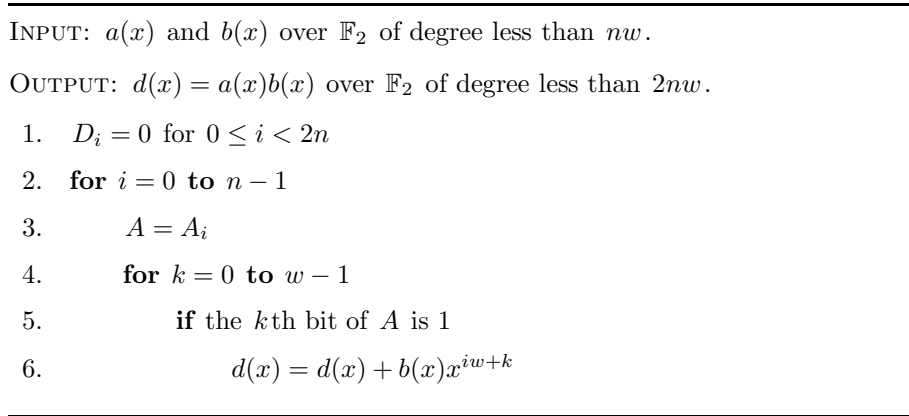 INPUT: a(x) and b(x) over 𝔽₂ of degree less than nw.
OUTPUT: d(x) = a(x)b(x) over 𝔽₂ of degree less than 2nw.
1. Dᵢ = 0 for 0 ≤ i < 2n
2. for i = 0 to n − 1
3. A = Aᵢ
4. for k = 0 to w − 1
5. if the kth bit of A is 1
6. d(x) = d(x) + b(x)x^{iw+k}